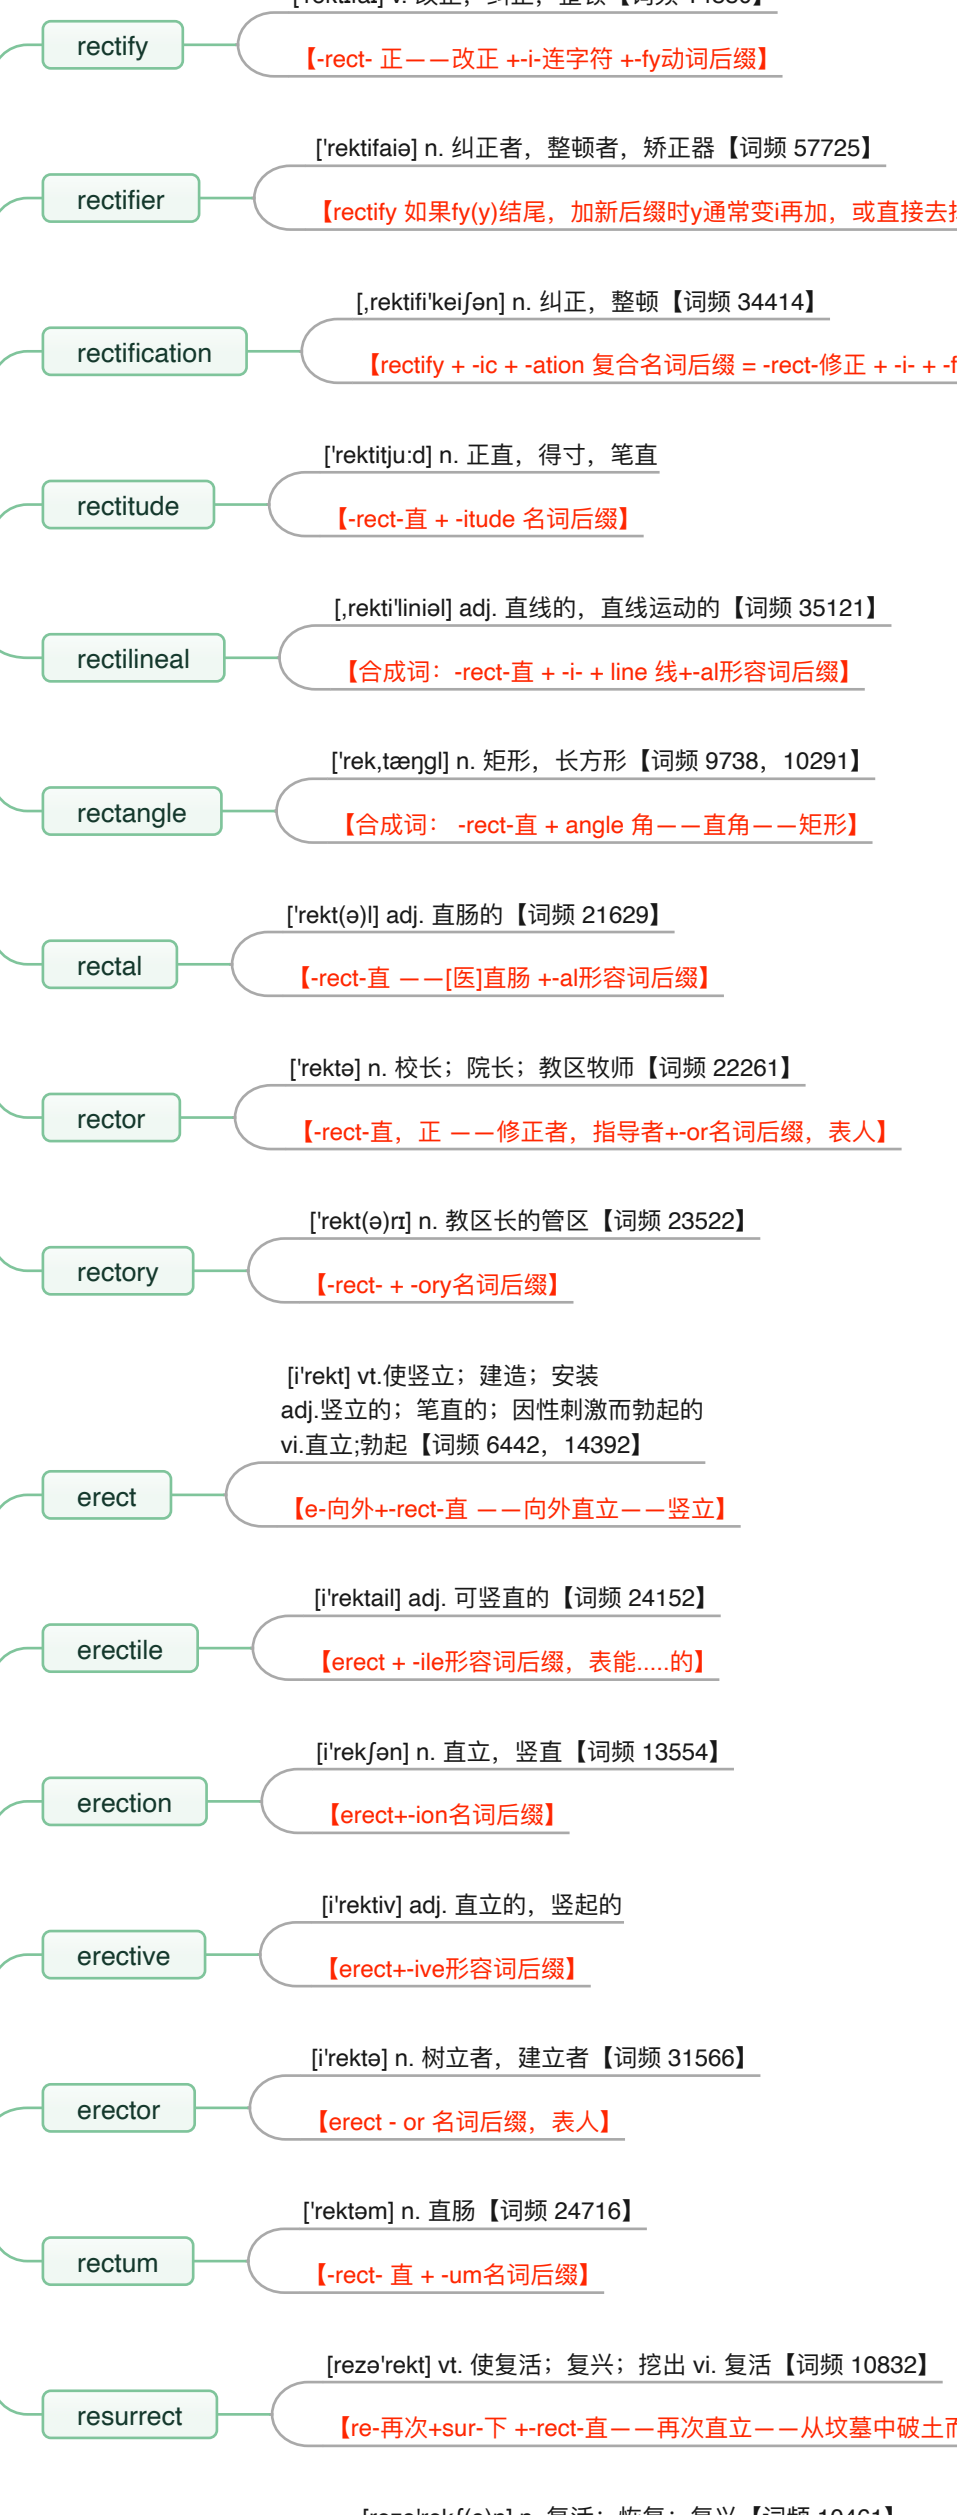 rectify
【-rect- 正——改正 +-i-连字符 +-fy动词后缀】
['rektifaiə] n. 纠正者，整顿者，矫正器【词频 57725】
rectifier
【rectify 如果fy(y)结尾，加新后缀时y通常变i再加，或直接去
[,rektifi'keiʃən] n. 纠正，整顿【词频 34414】
rectification
【rectify + -ic + -ation 复合名词后缀 = -rect-修正 + -i- + -f
['rektitju:d] n. 正直，得寸，笔直
rectitude
【-rect-直 + -itude 名词后缀】
[,rekti'liniəl] adj. 直线的，直线运动的【词频 35121】
rectilineal
【合成词：-rect-直 + -i- + line 线+-al形容词后缀】
['rek,tæŋgl] n. 矩形，长方形【词频 9738，10291】
rectangle
【合成词： -rect-直 + angle 角——直角——矩形】
['rekt(ə)l] adj. 直肠的【词频 21629】
rectal
【-rect-直 ——[医]直肠 +-al形容词后缀】
['rektə] n. 校长；院长；教区牧师【词频 22261】
rector
【-rect-直，正 ——修正者，指导者+-or名词后缀，表人】
['rekt(ə)rɪ] n. 教区长的管区【词频 23522】
rectory
【-rect- + -ory名词后缀】
[i'rekt] vt.使竖立；建造；安装
adj.竖立的；笔直的；因性刺激而勃起的
vi.直立;勃起【词频 6442，14392】
erect
【e-向外+-rect-直 ——向外直立——竖立】
[i'rektail] adj. 可竖直的【词频 24152】
erectile
【erect + -ile形容词后缀，表能.....的】
[i'rekʃən] n. 直立，竖直【词频 13554】
erection
【erect+-ion名词后缀】
[i'rektiv] adj. 直立的，竖起的
erective
【erect+-ive形容词后缀】
[i'rektə] n. 树立者，建立者【词频 31566】
erector
【erect - or 名词后缀，表人】
['rektəm] n. 直肠【词频 24716】
rectum
【-rect- 直 + -um名词后缀】
[rezə'rekt] vt. 使复活；复兴；挖出 vi. 复活【词频 10832】
resurrect
【re-再次+sur-下 +-rect-直——再次直立——从坟墓中破土而